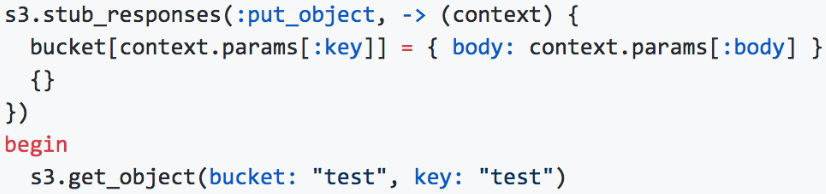 s3.stub_responses(:put_object, -> (context) {
  bucket[context.params[:key]] = { body: context.params[:body] }
  {}
})
begin
  s3.get_object(bucket: "test", key: "test")